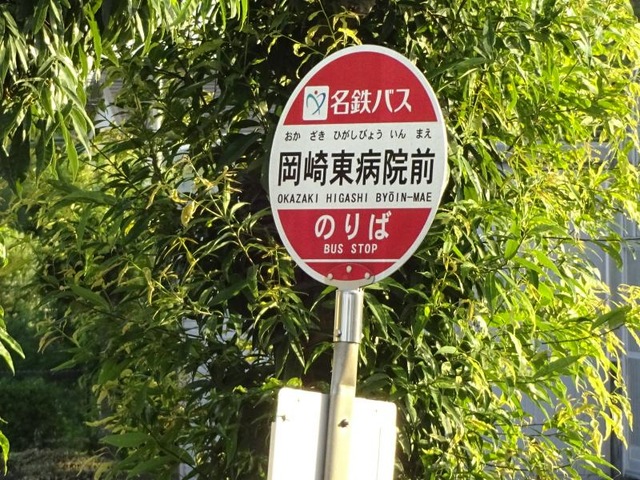 名鉄バス
おか ざき ひがしびょう いん まえ
岡崎東病院前
OKAZAKI HIGASHI BYŌIN-MAE
のりば
BUS STOP